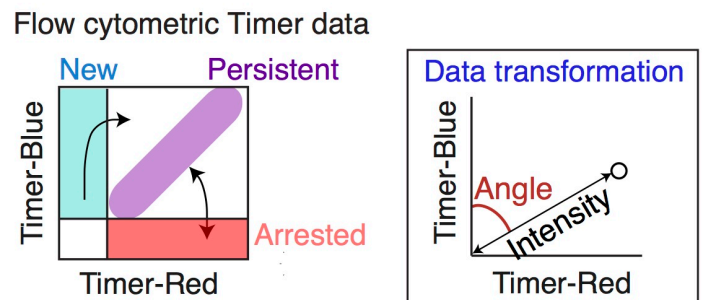 Flow cytometric Timer data
New
Persistent
Timer-Blue
Arrested
Timer-Red
Data transformation
Timer-Blue
Angle
Intensity
Timer-Red